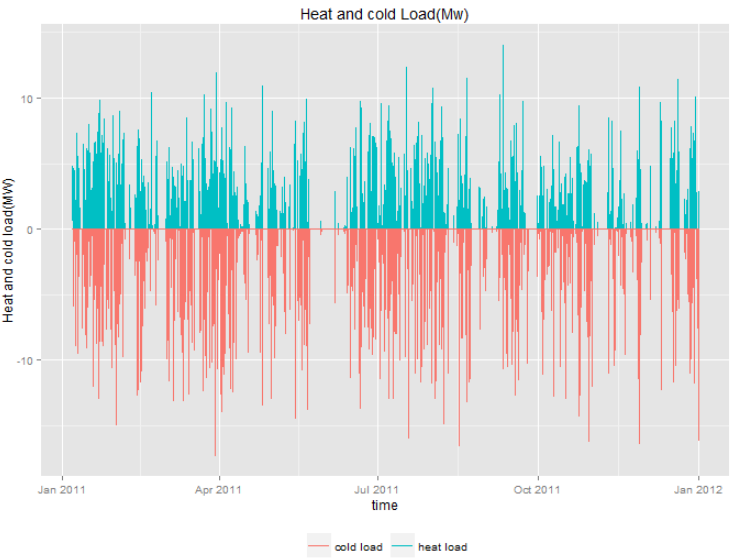 Heat and cold Load(Mw)
Heat and cold load(MW)
10
0
-10
Jan 2011 Apr 2011 Jul 2011 Oct 2011 Jan 2012
time
cold load heat load